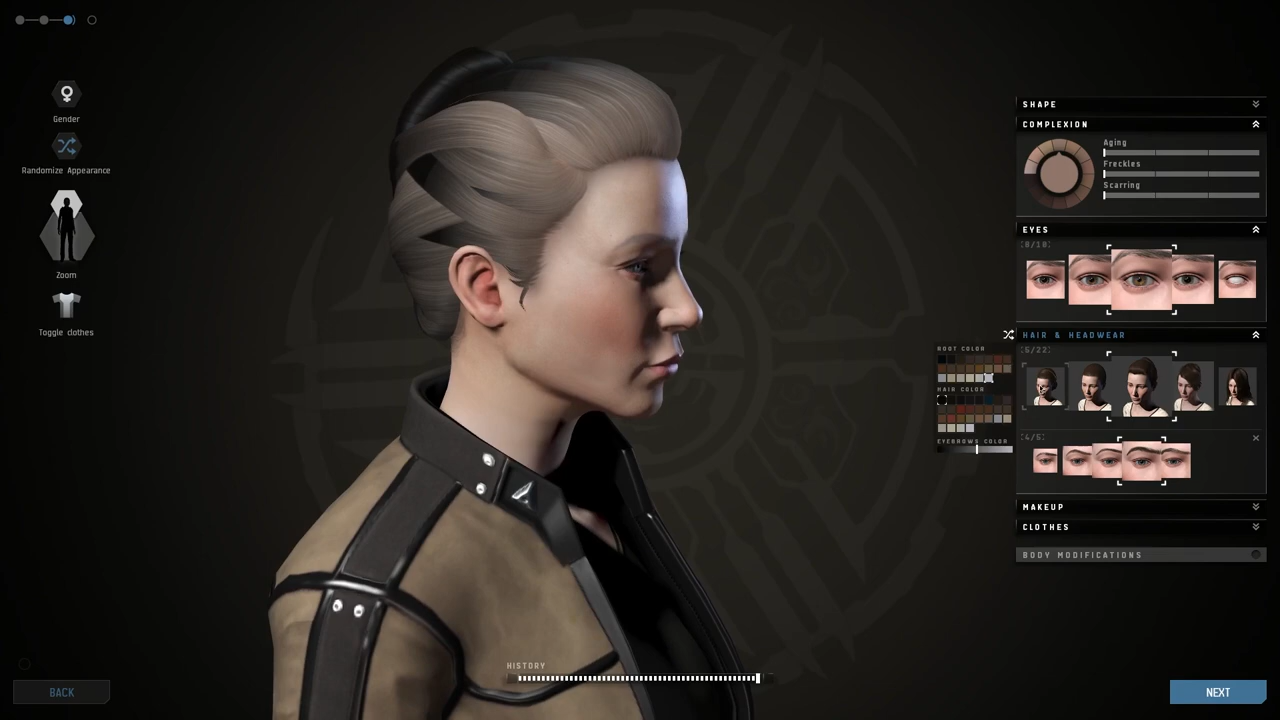 Gender
Randomize Appearance
Zoom
Toggle clothes
SHAPE
COMPLEXION
Aging
Freckles
Scarring
EYES
[8/10]
HAIR & HEADWEAR
[6/22]
ROOT COLOR
HAIR COLOR
EYEBROWS COLOR
[4/5]
MAKEUP
CLOTHES
BODY MODIFICATIONS
HISTORY
BACK
NEXT